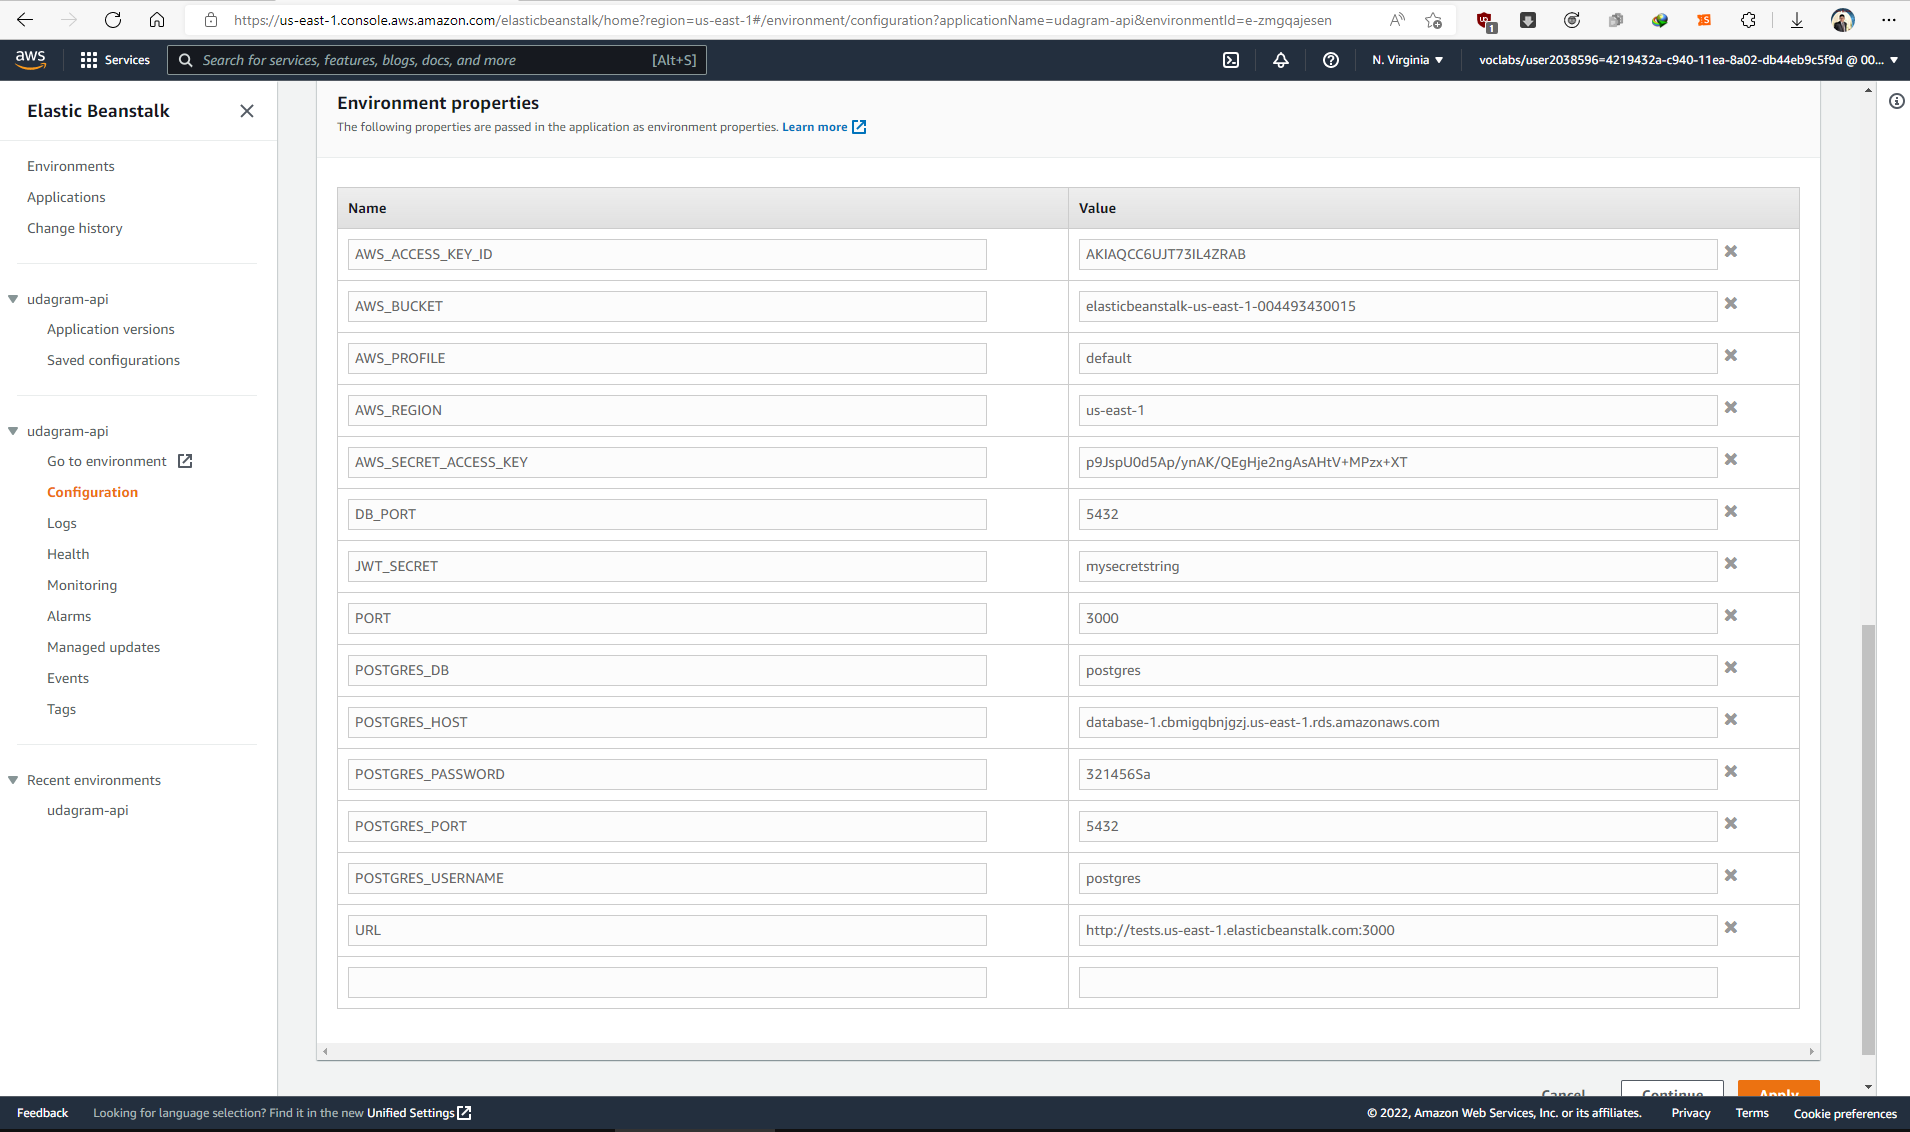 https://us-east-1.console.aws.amazon.com/elasticbeanstalk/home?region=us-east-1#/environment/configuration?applicationName=udagram-api&environmentId=e-zmgqajesen
aws Services Search for services, features, blogs, docs, and more [Alt+S] N. Virginia voclabs/user2038596=4219432a-c940-11ea-8a02-db44eb9c5f9d @ 00...
Elastic Beanstalk
Environments
Applications
Change history
udagram-api
Application versions
Saved configurations
udagram-api
Go to environment
Configuration
Logs
Health
Monitoring
Alarms
Managed updates
Events
Tags
Recent environments
udagram-api
Environment properties
The following properties are passed in the application as environment properties. Learn more
Name Value
AWS_ACCESS_KEY_ID AKIAQCC6UJT73IL4ZRAB
AWS_BUCKET elasticbeanstalk-us-east-1-004493430015
AWS_PROFILE default
AWS_REGION us-east-1
AWS_SECRET_ACCESS_KEY p9JspU0d5Ap/ynAK/QEgHje2ngAsAHtV+MPzx+XT
DB_PORT 5432
JWT_SECRET mysecretstring
PORT 3000
POSTGRES_DB postgres
POSTGRES_HOST database-1.cbmigqbnjgzj.us-east-1.rds.amazonaws.com
POSTGRES_PASSWORD 321456Sa
POSTGRES_PORT 5432
POSTGRES_USERNAME postgres
URL http://tests.us-east-1.elasticbeanstalk.com:3000
Cancel Continue Apply
Feedback Looking for language selection? Find it in the new Unified Settings © 2022, Amazon Web Services, Inc. or its affiliates. Privacy Terms Cookie preferences